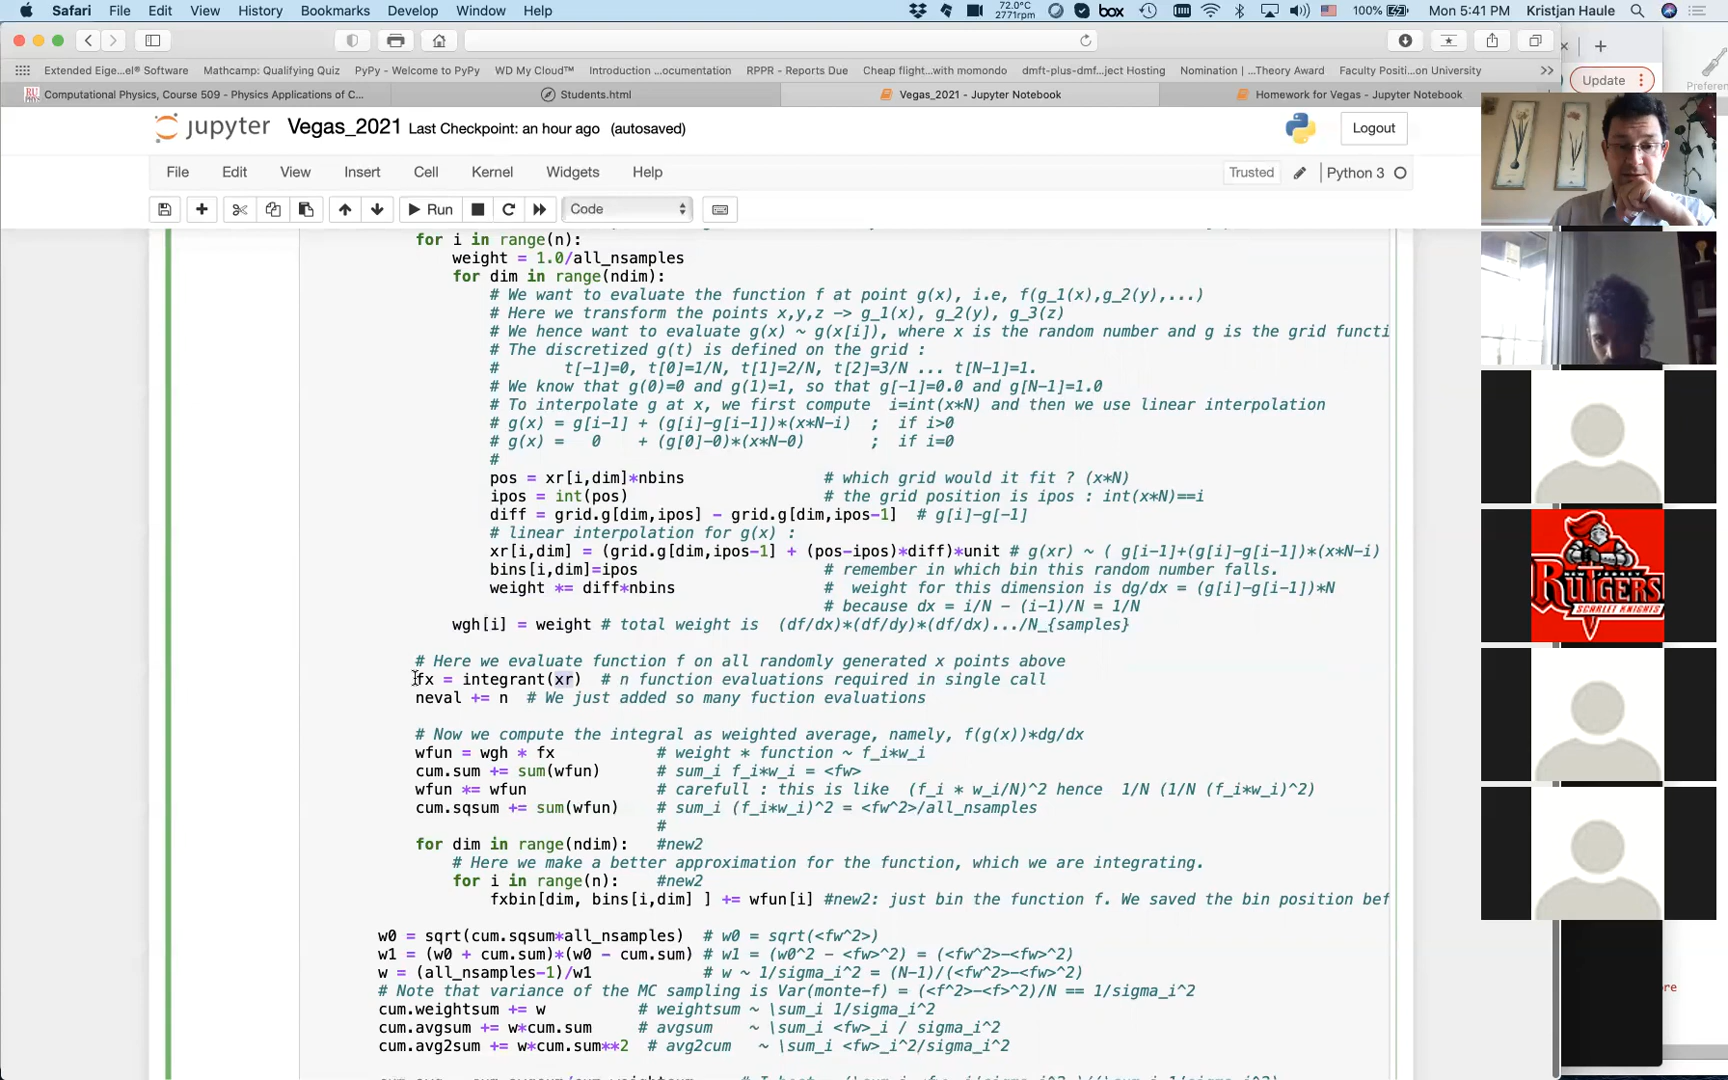 Safari File Edit View History Bookmarks Develop Window Help 72.0°C 2771rpm box 100% Mon 5:41 PM Kristjan Haule
Extended Eige...el® Software Mathcamp: Qualifying Quiz PyPy - Welcome to PyPy WD My Cloud™ Introduction ...ocumentation RPPR - Reports Due Cheap flight...with momondo dmft-plus-dmf...ject Hosting Nomination | ...Theory Award Faculty Positi...on University Update Preferen
Computational Physics, Course 509 - Physics Applications of C... Students.html Vegas_2021 - Jupyter Notebook Homework for Vegas - Jupyter Notebook
jupyter Vegas_2021 Last Checkpoint: an hour ago (autosaved) Logout
File Edit View Insert Cell Kernel Widgets Help Trusted Python 3
Run Code
for i in range(n):
weight = 1.0/all_nsamples
for dim in range(ndim):
# We want to evaluate the function f at point g(x), i.e, f(g_1(x),g_2(y),...)
# Here we transform the points x,y,z -> g_1(x), g_2(y), g_3(z)
# We hence want to evaluate g(x) ~ g(x[i]), where x is the random number and g is the grid functi
# The discretized g(t) is defined on the grid :
# t[-1]=0, t[0]=1/N, t[1]=2/N, t[2]=3/N ... t[N-1]=1.
# We know that g(0)=0 and g(1)=1, so that g[-1]=0.0 and g[N-1]=1.0
# To interpolate g at x, we first compute i=int(x*N) and then we use linear interpolation
# g(x) = g[i-1] + (g[i]-g[i-1])*(x*N-i) ; if i>0
# g(x) = 0 + (g[0]-0)*(x*N-0) ; if i=0
#
pos = xr[i,dim]*nbins # which grid would it fit ? (x*N)
ipos = int(pos) # the grid position is ipos : int(x*N)==i
diff = grid.g[dim,ipos] - grid.g[dim,ipos-1] # g[i]-g[-1]
# linear interpolation for g(x) :
xr[i,dim] = (grid.g[dim,ipos-1] + (pos-ipos)*diff)*unit # g(xr) ~ ( g[i-1]+(g[i]-g[i-1])*(x*N-i)
bins[i,dim]=ipos # remember in which bin this random number falls.
weight *= diff*nbins # weight for this dimension is dg/dx = (g[i]-g[i-1])*N
# because dx = i/N - (i-1)/N = 1/N
wgh[i] = weight # total weight is (df/dx)*(df/dy)*(df/dx).../N_{samples}
# Here we evaluate function f on all randomly generated x points above
fx = integrant(xr) # n function evaluations required in single call
neval += n # We just added so many fuction evaluations
# Now we compute the integral as weighted average, namely, f(g(x))*dg/dx
wfun = wgh * fx # weight * function ~ f_i*w_i
cum.sum += sum(wfun) # sum_i f_i*w_i = <fw>
wfun *= wfun # carefull : this is like (f_i * w_i/N)^2 hence 1/N (1/N (f_i*w_i)^2)
cum.sqsum += sum(wfun) # sum_i (f_i*w_i)^2 = <fw^2>/all_nsamples
#
for dim in range(ndim): #new2
# Here we make a better approximation for the function, which we are integrating.
for i in range(n): #new2
fxbin[dim, bins[i,dim] ] += wfun[i] #new2: just bin the function f. We saved the bin position bef
w0 = sqrt(cum.sqsum*all_nsamples) # w0 = sqrt(<fw^2>)
w1 = (w0 + cum.sum)*(w0 - cum.sum) # w1 = (w0^2 - <fw>^2) = (<fw^2>-<fw>^2)
w = (all_nsamples-1)/w1 # w ~ 1/sigma_i^2 = (N-1)/(<fw^2>-<fw>^2)
# Note that variance of the MC sampling is Var(monte-f) = (<f^2>-<f>^2)/N == 1/sigma_i^2
cum.weightsum += w # weightsum ~ \sum_i 1/sigma_i^2
cum.avgsum += w*cum.sum # avgsum ~ \sum_i <fw>_i / sigma_i^2
cum.avg2sum += w*cum.sum**2 # avg2cum ~ \sum_i <fw>_i^2/sigma_i^2
RUTGERS
SCARLET KNIGHTS
ore